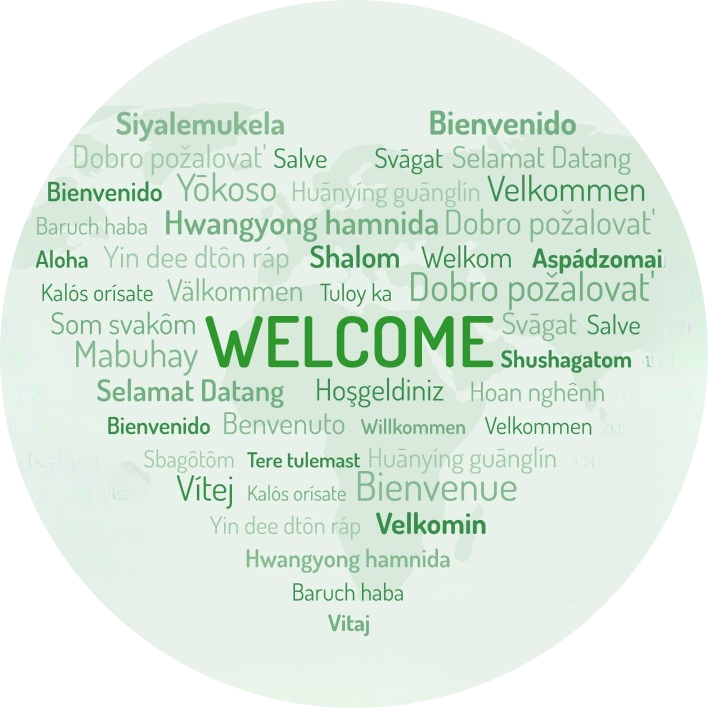 Siyalemukela Bienvenido
Dobro požalovat' Salve Svāgat Selamat Datang
Bienvenido Yōkoso Huānyíng guānglín Velkommen
Baruch haba Hwangyong hamnida Dobro požalovat'
Aloha Yin dee dtôn ráp Shalom Welkom Aspádzomai
Kalós orísate Välkommen Tuloy ka Dobro požalovat'
Som svakôm WELCOME Svāgat Salve
Mabuhay Shushagatom
Selamat Datang Hoşgeldiniz Hoan nghênh
Bienvenido Benvenuto Willkommen Velkommen
Sbagôtôm Tere tulemast Huānyíng guānglín
Vítej Kalós orísate Bienvenue
Yin dee dtôn ráp Velkomin
Hwangyong hamnida
Baruch haba
Vitaj